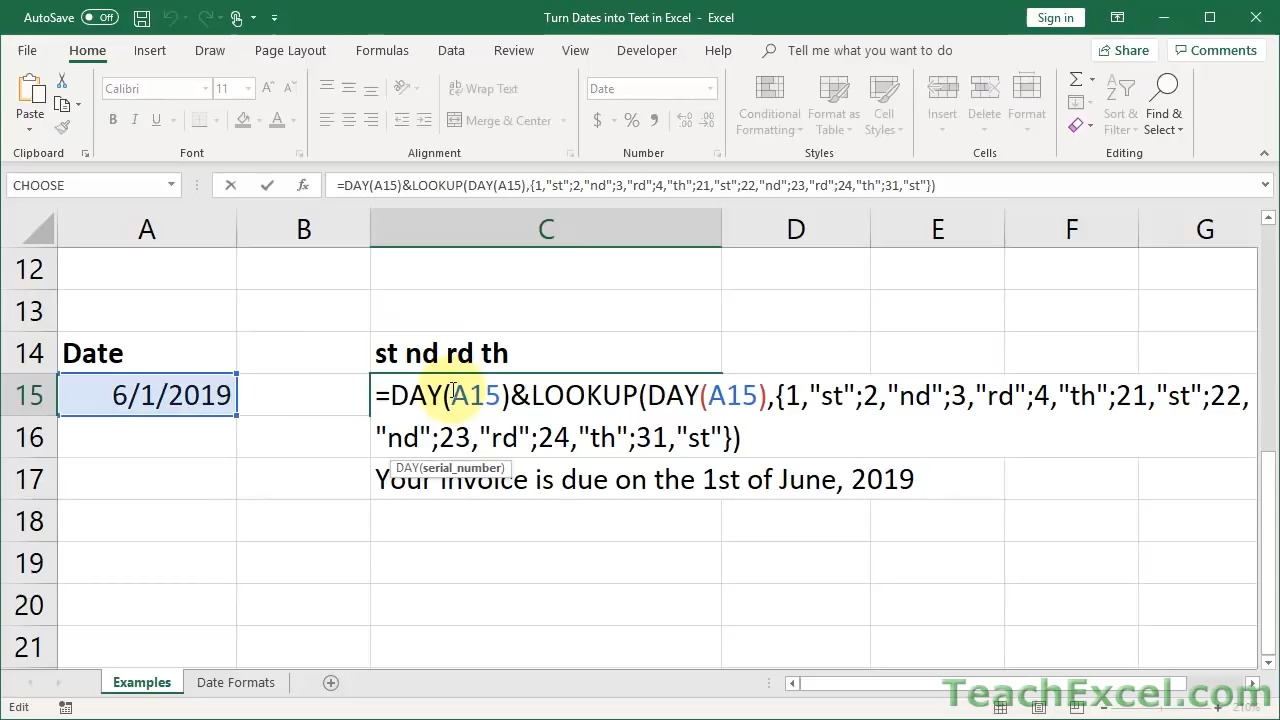 AutoSave Off
Turn Dates into Text in Excel - Excel
Sign in
File Home Insert Draw Page Layout Formulas Data Review View Developer Help Tell me what you want to do Share Comments
Paste
Calibri 11
Wrap Text
Date
Conditional Formatting
Format as Table
Cell Styles
Insert Delete Format
Sort & Filter
Find & Select
B I U
Merge & Center
$ % ,
Clipboard Font Alignment Number Styles Cells Editing
CHOOSE
=DAY(A15)&LOOKUP(DAY(A15),{1,"st";2,"nd";3,"rd";4,"th";21,"st";22,"nd";23,"rd";24,"th";31,"st"})
A B C D E F G
12
13
14 Date st nd rd th
15 6/1/2019 =DAY(A15)&LOOKUP(DAY(A15),{1,"st";2,"nd";3,"rd";4,"th";21,"st";22,
16 "nd";23,"rd";24,"th";31,"st"})
DAY(serial_number)
17 Your invoice is due on the 1st of June, 2019
18
19
20
21
Examples Date Formats
Edit
TeachExcel.com
210%